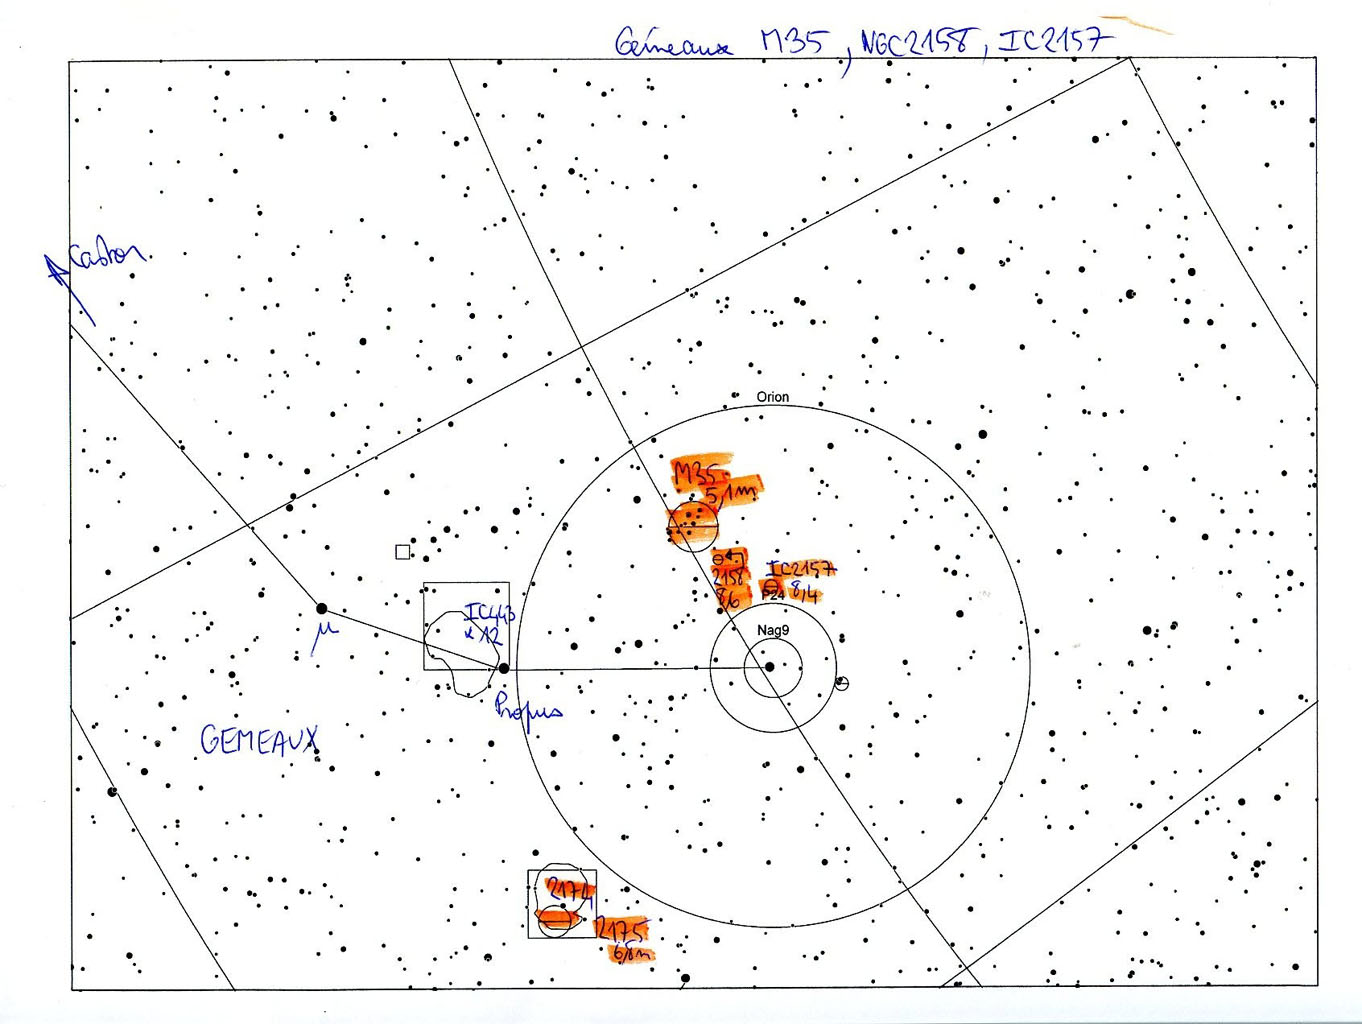 Gémeaux M35, NGC2158, IC2157
Castor
Orion
M35
5,1m
2158
8,6
IC2157
8,4
P24
Nag9
IC443
12
μ
Propus
GEMEAUX
2174
2175
6,8m